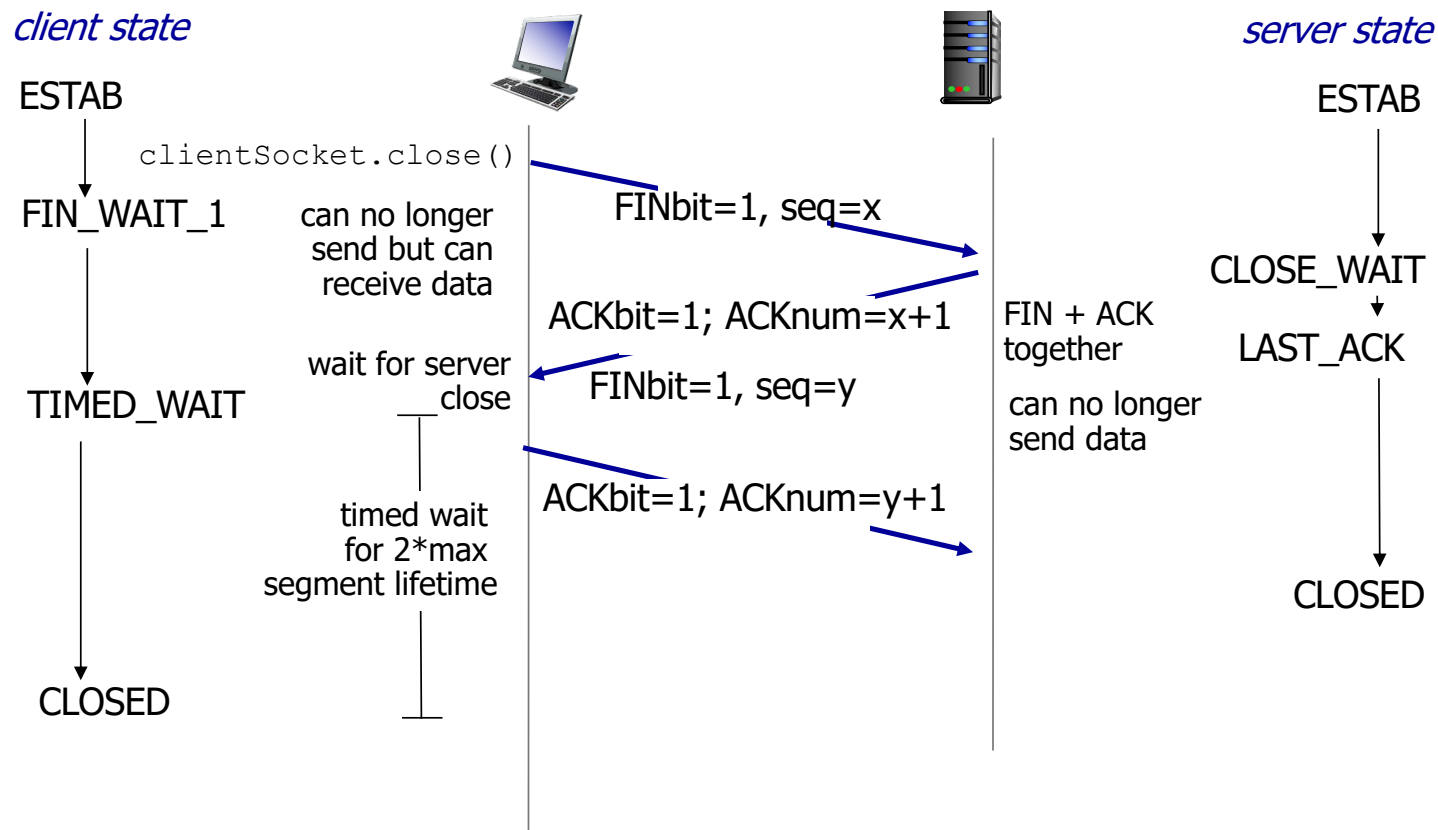 client state
server state
ESTAB
ESTAB
clientSocket.close()
FIN_WAIT_1
can no longer
send but can
receive data
FINbit=1, seq=x
CLOSE_WAIT
ACKbit=1; ACKnum=x+1
FIN + ACK
together
LAST_ACK
wait for server
close
FINbit=1, seq=y
TIMED_WAIT
can no longer
send data
ACKbit=1; ACKnum=y+1
timed wait
for 2*max
segment lifetime
CLOSED
CLOSED